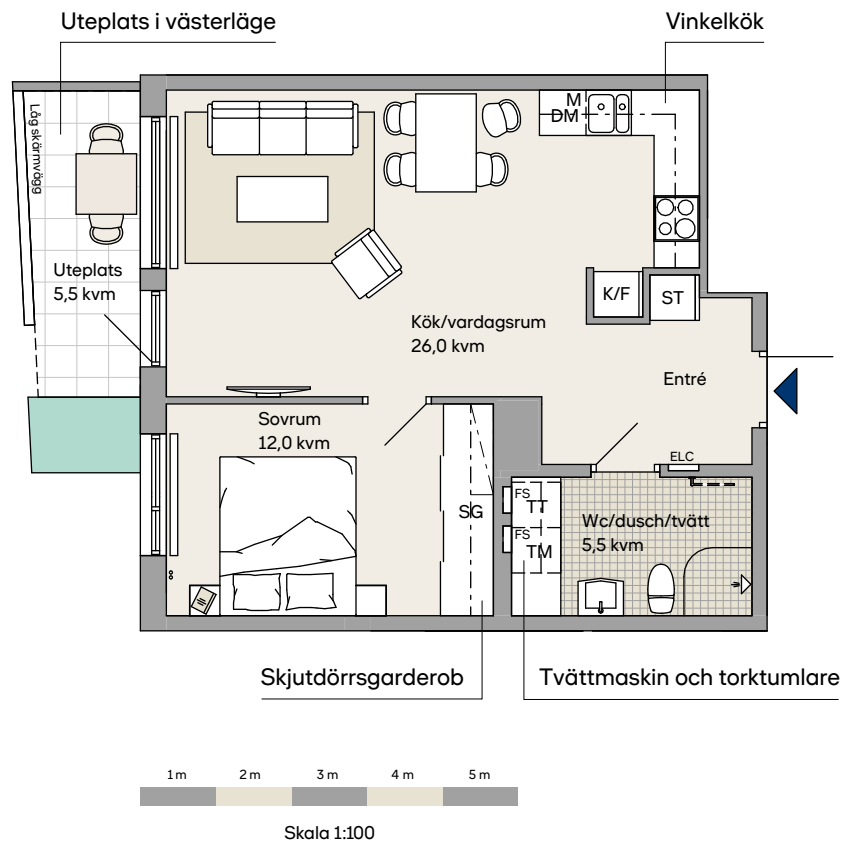 Uteplats i västerläge
Vinkelkök
Låg skärmvägg
M
DM
Uteplats
5,5 kvm
K/F
ST
Kök/vardagsrum
26,0 kvm
Entré
Sovrum
12,0 kvm
ELC
SG
FS
TT
FS
TM
Wc/dusch/tvätt
5,5 kvm
Skjutdörrsgarderob
Tvättmaskin och torktumlare
1 m 2 m 3 m 4 m 5 m
Skala 1:100